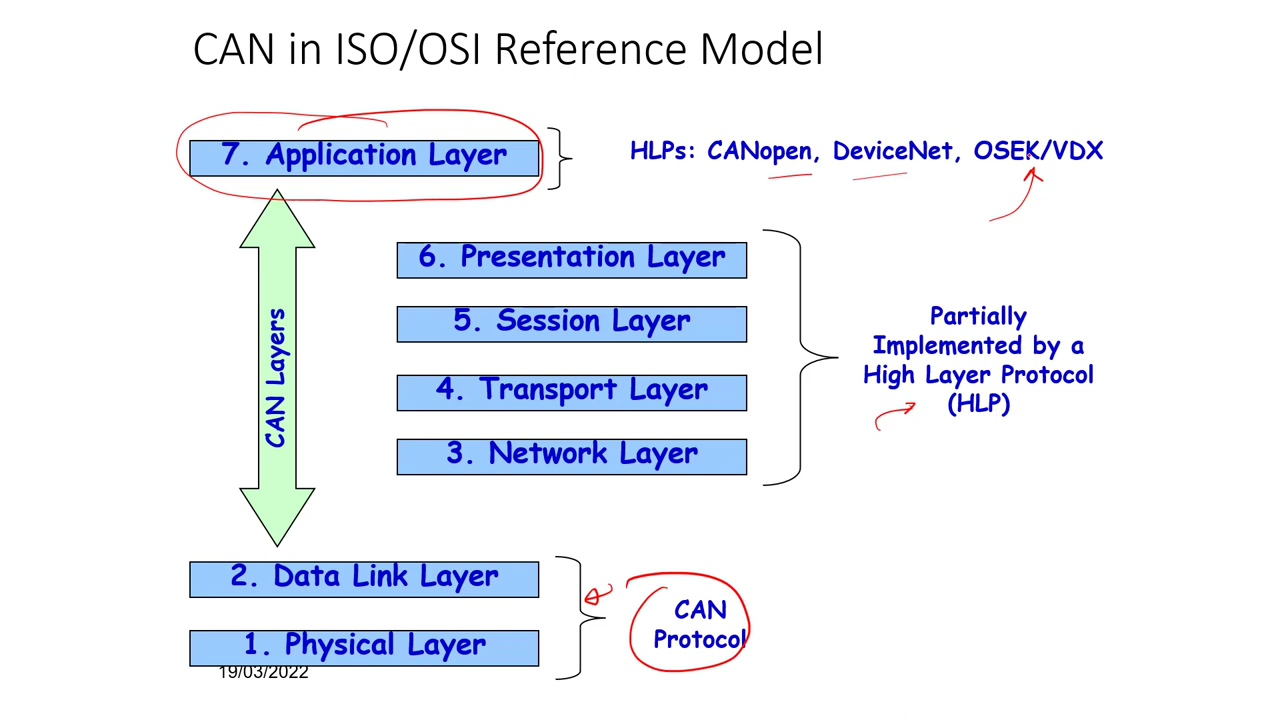 CAN in ISO/OSI Reference Model
7. Application Layer
HLPs: CANopen, DeviceNet, OSEK/VDX
6. Presentation Layer
5. Session Layer
4. Transport Layer
3. Network Layer
Partially
Implemented by a
High Layer Protocol
(HLP)
CAN Layers
2. Data Link Layer
1. Physical Layer
CAN
Protocol
19/03/2022